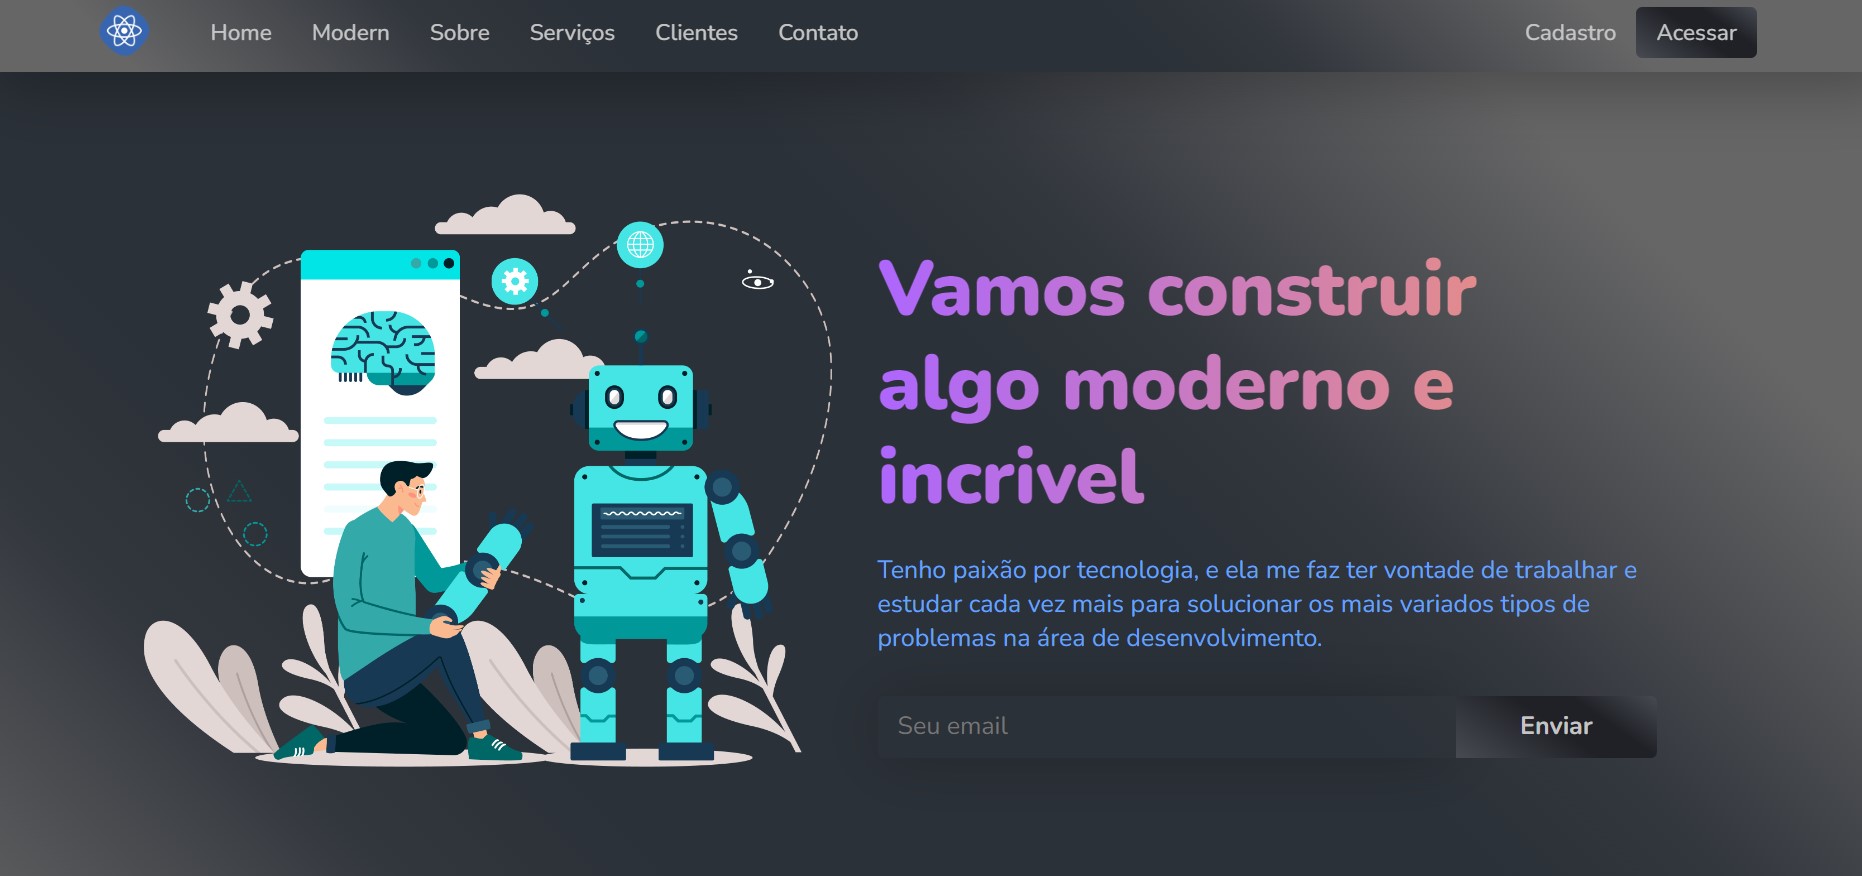 Home Modern Sobre Serviços Clientes Contato Cadastro Acessar
Vamos construir
algo moderno e
incrivel
Tenho paixão por tecnologia, e ela me faz ter vontade de trabalhar e
estudar cada vez mais para solucionar os mais variados tipos de
problemas na área de desenvolvimento.
Seu email Enviar